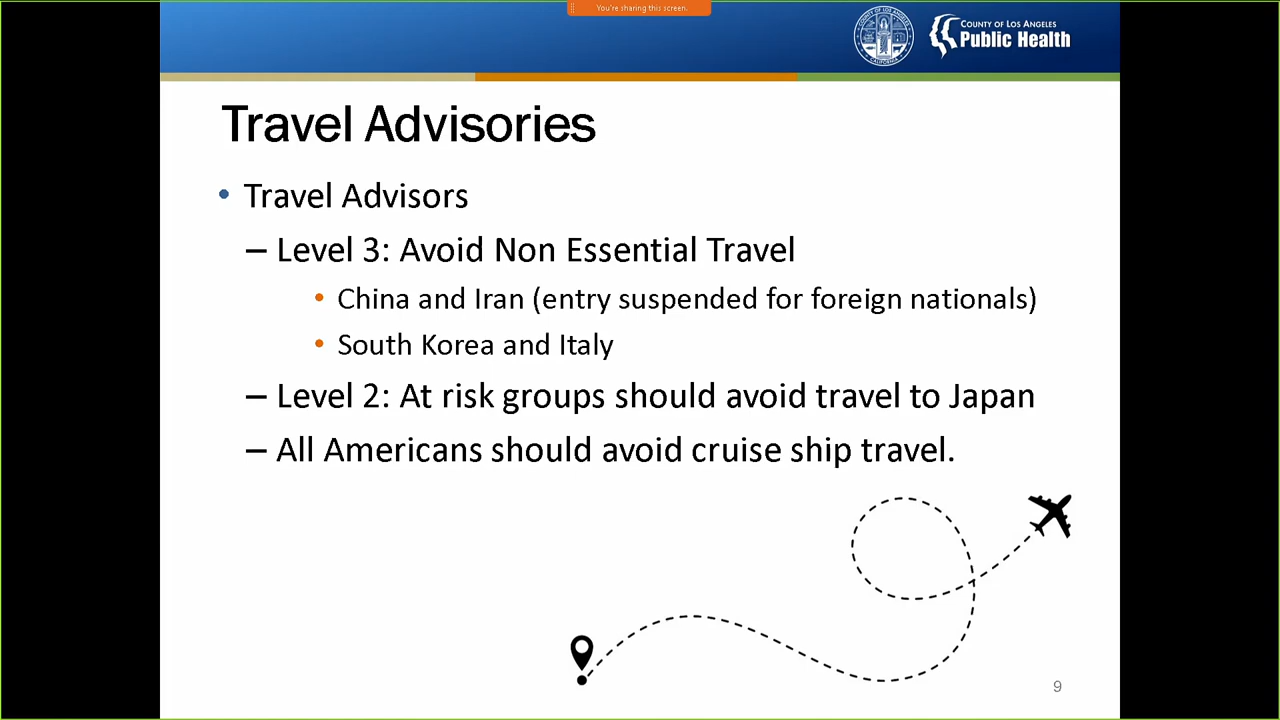 You're sharing this screen.
COUNTY OF LOS ANGELES
Public Health
Travel Advisories
• Travel Advisors
– Level 3: Avoid Non Essential Travel
• China and Iran (entry suspended for foreign nationals)
• South Korea and Italy
– Level 2: At risk groups should avoid travel to Japan
– All Americans should avoid cruise ship travel.
9